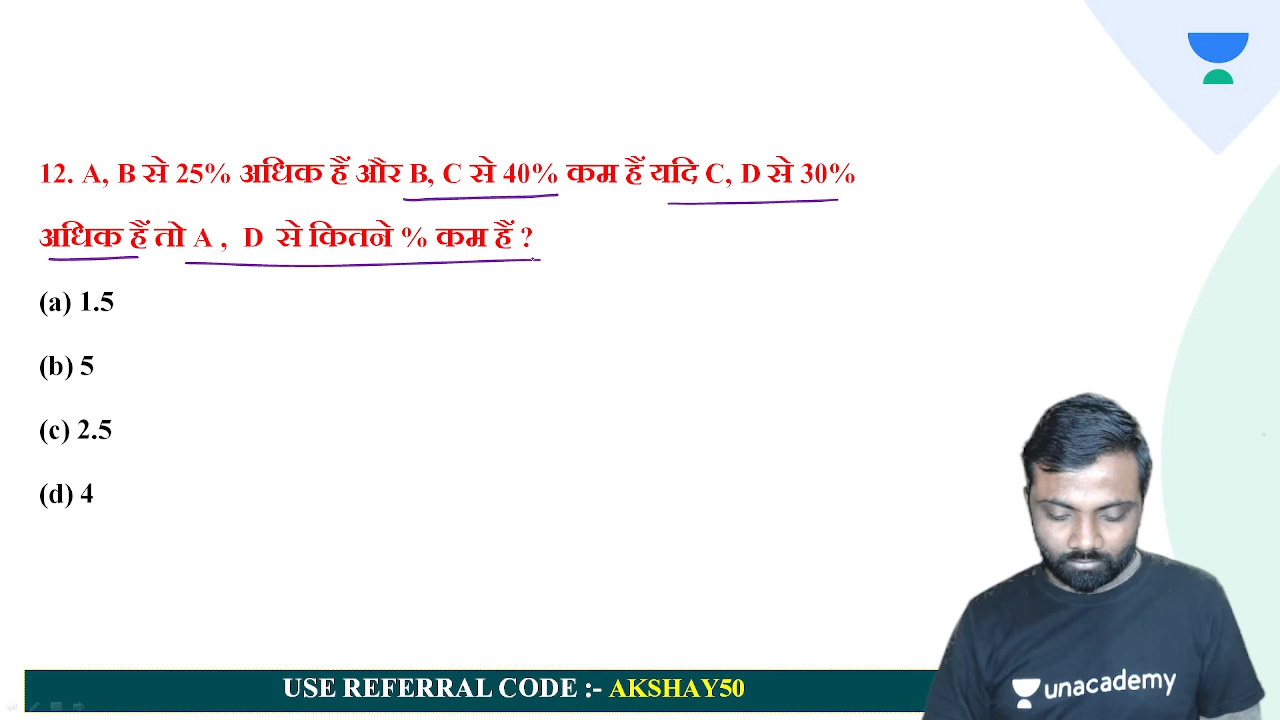 12. A, B से 25% अधिक हैं और B, C से 40% कम हैं यदि C, D से 30%
अधिक हैं तो A , D से कितने % कम हैं ?
(a) 1.5
(b) 5
(c) 2.5
(d) 4
unacademy
USE REFERRAL CODE :- AKSHAY50